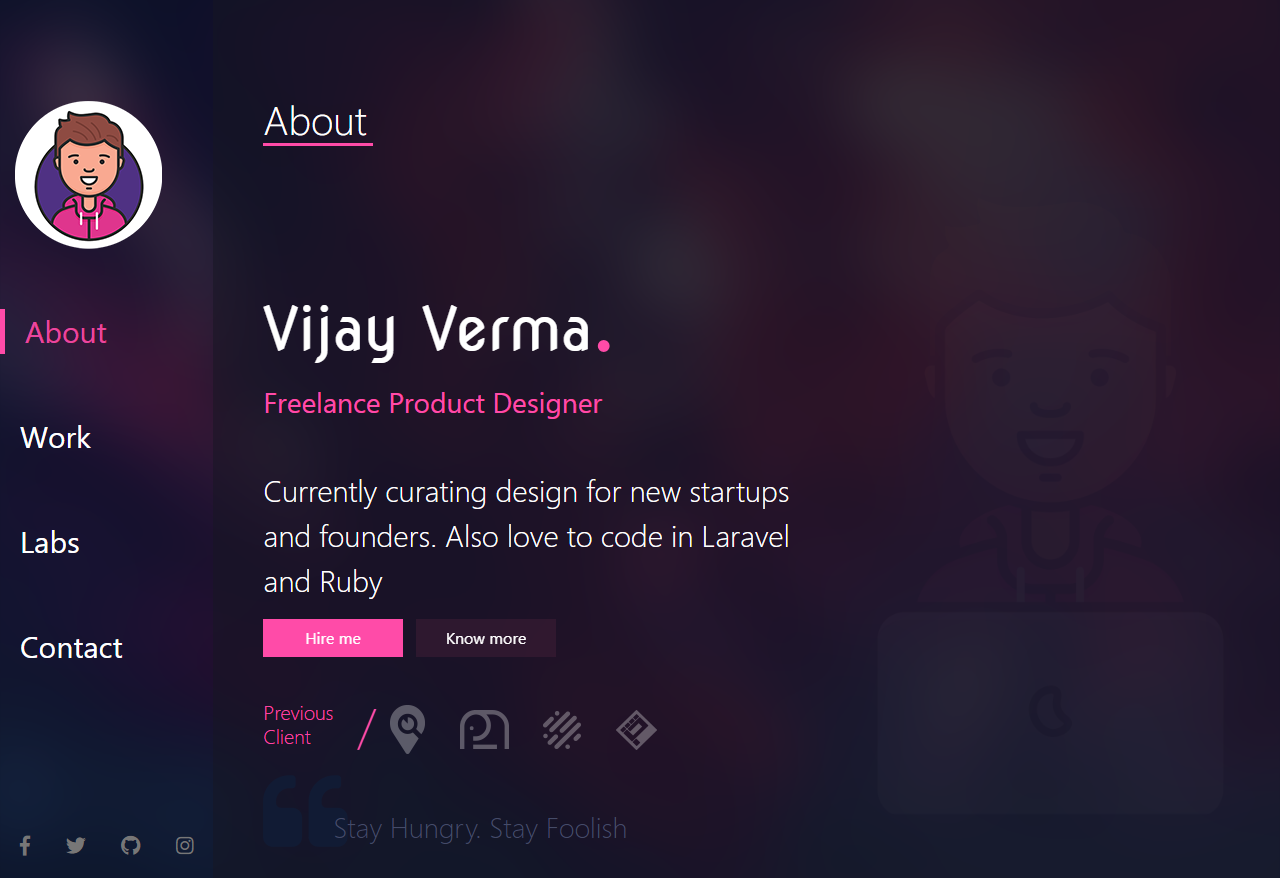 About
Work
Labs
Contact
About
Vijay Verma.
Freelance Product Designer
Currently curating design for new startups
and founders. Also love to code in Laravel
and Ruby
Hire me
Know more
Previous
Client
Stay Hungry. Stay Foolish